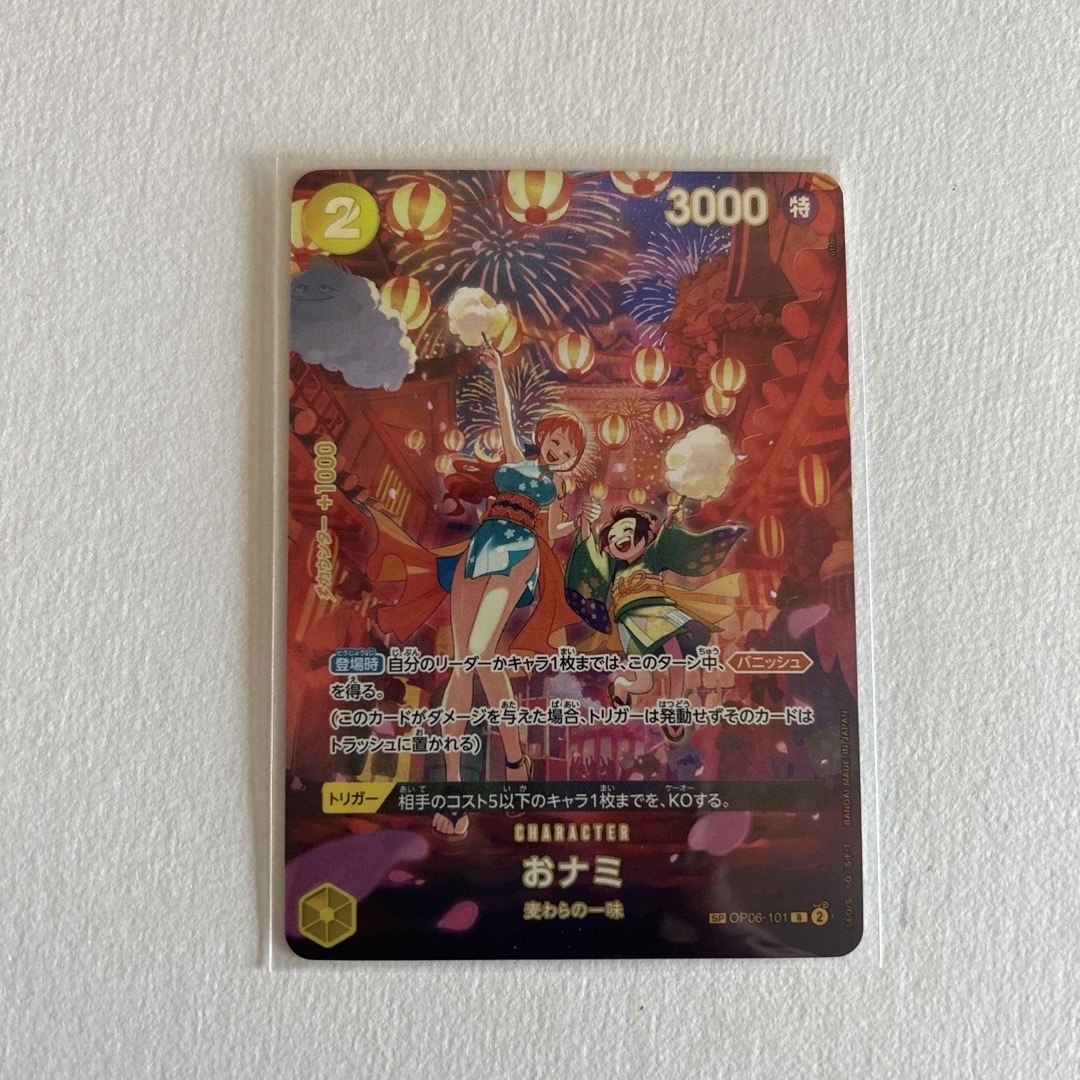 2
3000
特
カウンター +1000
登場時 自分のリーダーかキャラ1枚までは、このターン中、バニッシュ
を得る。
(このカードがダメージを与えた場合、トリガーは発動せずそのカードは
トラッシュに置かれる)
トリガー 相手のコスト5以下のキャラ1枚までを、KOする。
CHARACTER
おナミ
麦わらの一味
SP OP06-101 R 2
BANDAI MADE IN JAPAN